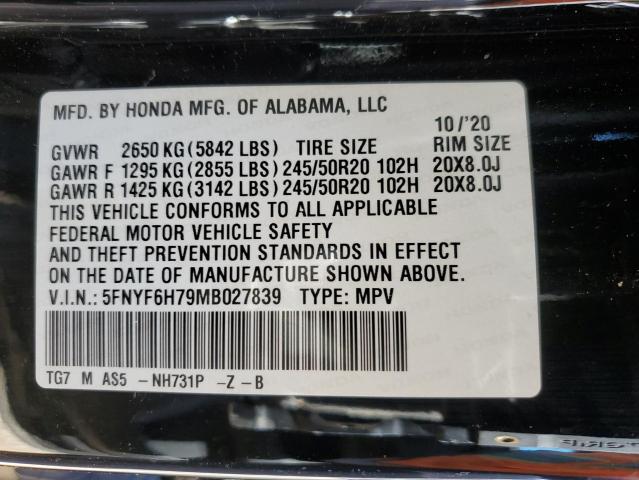 MFD. BY HONDA MFG. OF ALABAMA, LLC
10/'20
GVWR 2650 KG (5842 LBS) TIRE SIZE RIM SIZE
GAWR F 1295 KG (2855 LBS) 245/50R20 102H 20X8.0J
GAWR R 1425 KG (3142 LBS) 245/50R20 102H 20X8.0J
THIS VEHICLE CONFORMS TO ALL APPLICABLE
FEDERAL MOTOR VEHICLE SAFETY
AND THEFT PREVENTION STANDARDS IN EFFECT
ON THE DATE OF MANUFACTURE SHOWN ABOVE.
V.I.N.: 5FNYF6H79MB027839 TYPE: MPV
TG7 M AS5 -NH731P -Z -B